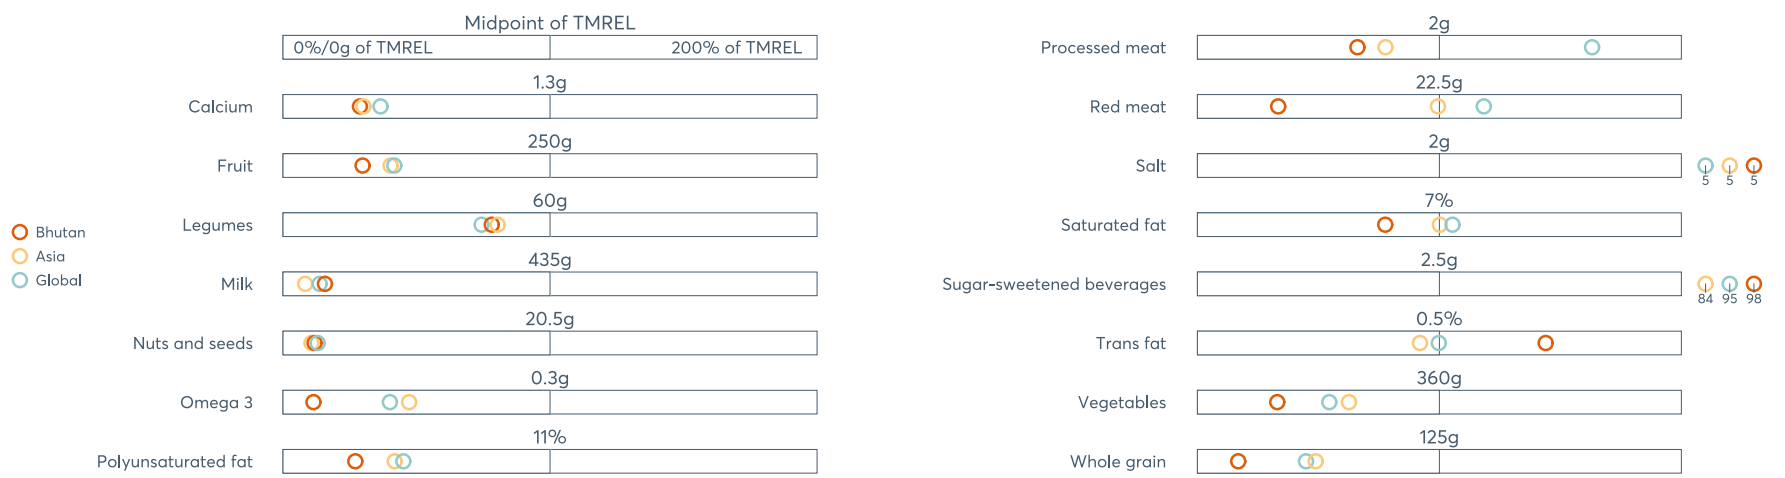 Midpoint of TMREL
0%/0g of TMREL 200% of TMREL
1.3g
Calcium
250g
Fruit
60g
Legumes
435g
Milk
20.5g
Nuts and seeds
0.3g
Omega 3
11%
Polyunsaturated fat
Bhutan
Asia
Global
2g
Processed meat
22.5g
Red meat
2g
Salt
5 5 5
7%
Saturated fat
2.5g
Sugar-sweetened beverages
84 95 98
0.5%
Trans fat
360g
Vegetables
125g
Whole grain